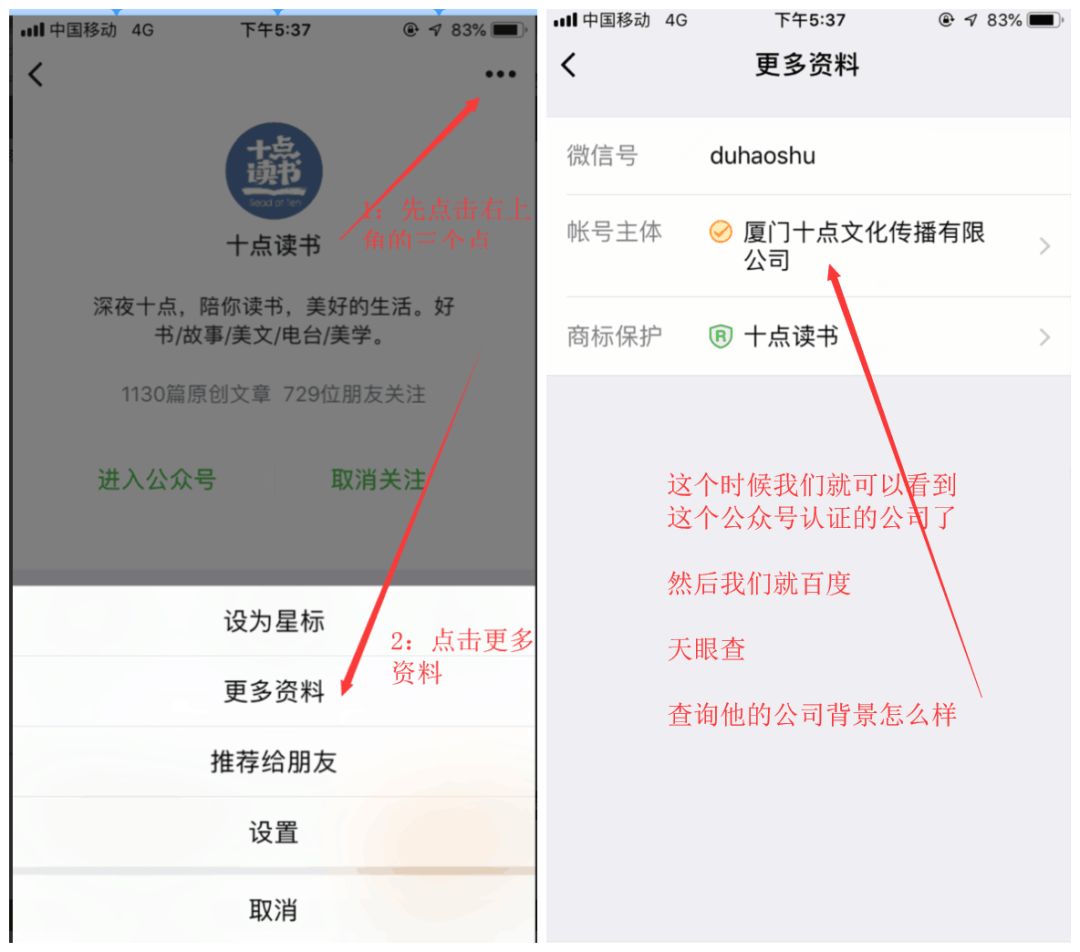 中国移动 4G 下午5:37 83%
十点
读书
Read at Ten
1：先点击右上
角的三个点
十点读书
深夜十点，陪你读书，美好的生活。好
书/故事/美文/电台/美学。
1130篇原创文章 729位朋友关注
进入公众号 取消关注
设为星标
2：点击更多
资料
更多资料
推荐给朋友
设置
取消
中国移动 4G 下午5:37 83%
更多资料
微信号 duhaoshu
帐号主体 厦门十点文化传播有限
公司
商标保护 R 十点读书
这个时候我们就可以看到
这个公众号认证的公司了
然后我们就百度
天眼查
查询他的公司背景怎么样